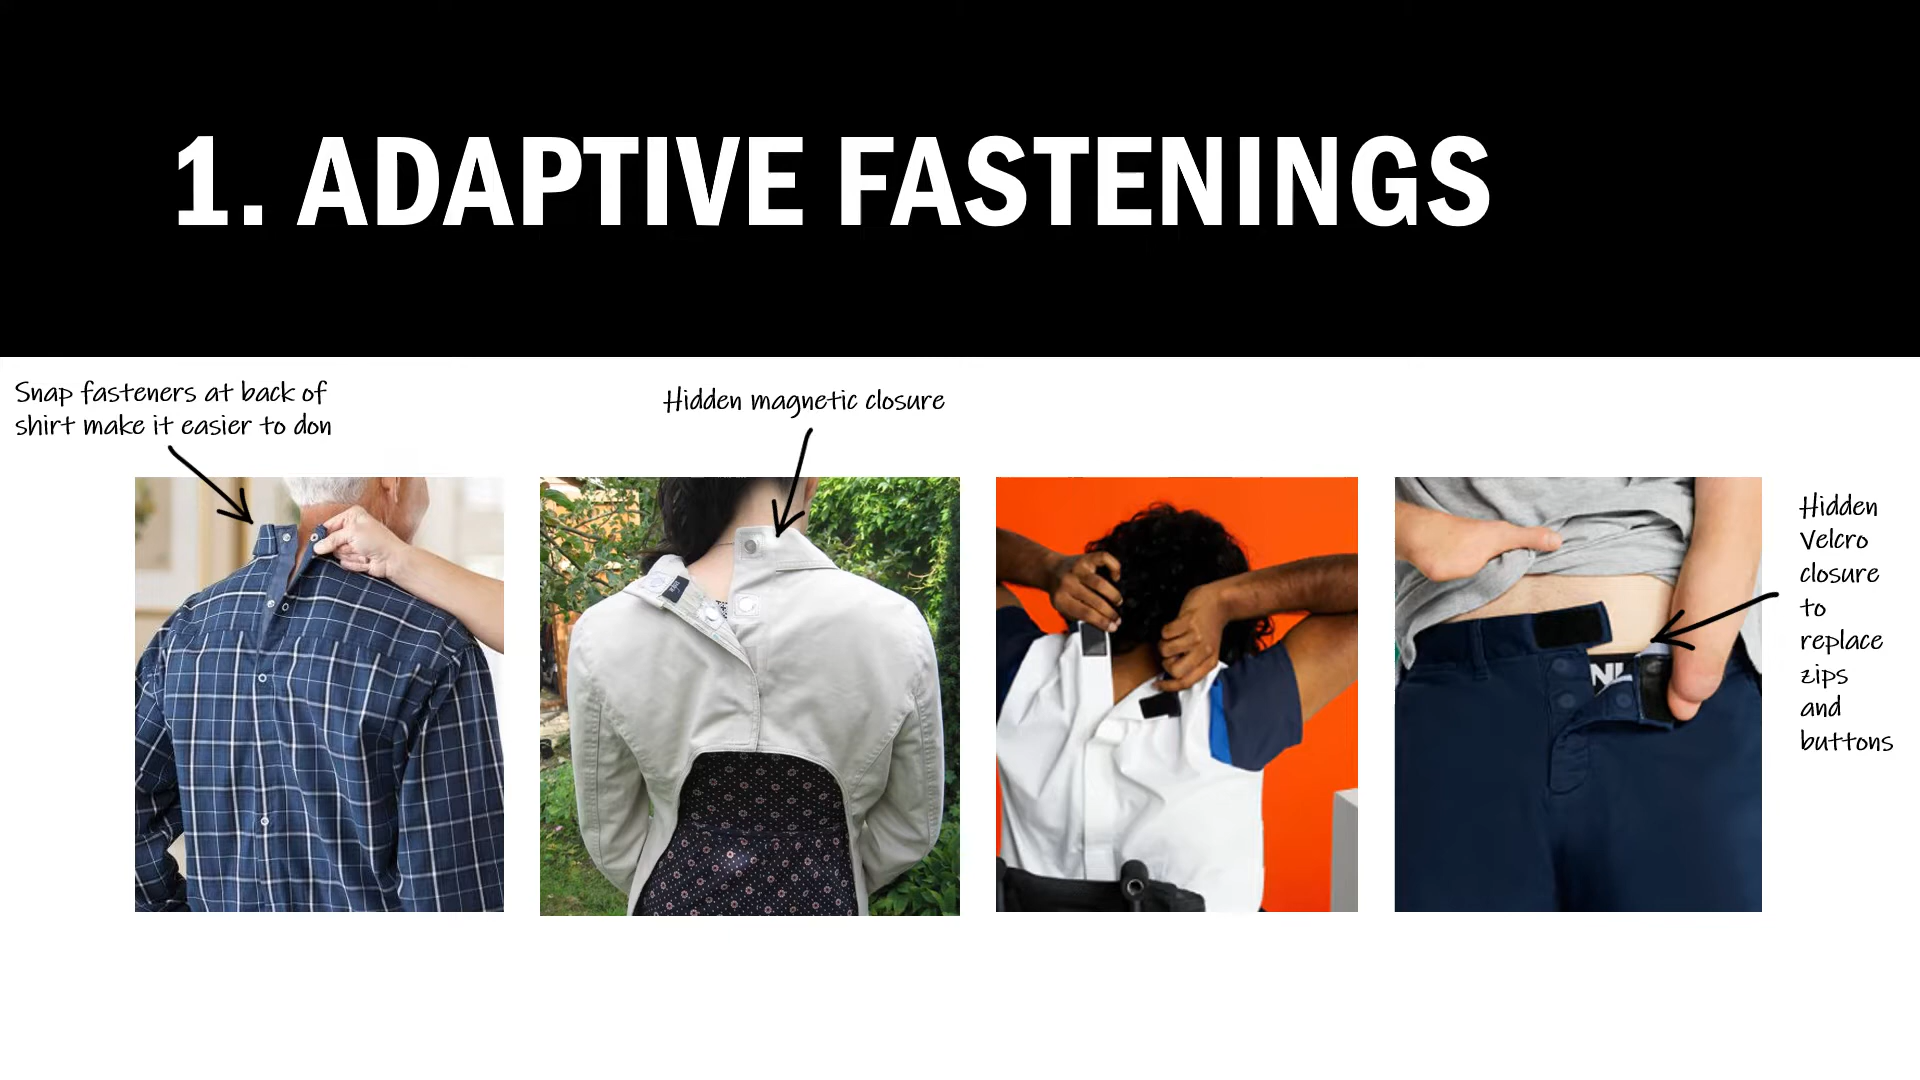 1. ADAPTIVE FASTENINGS
Snap fasteners at back of
shirt make it easier to don
Hidden magnetic closure
Hidden
Velcro
closure
to
replace
zips
and
buttons